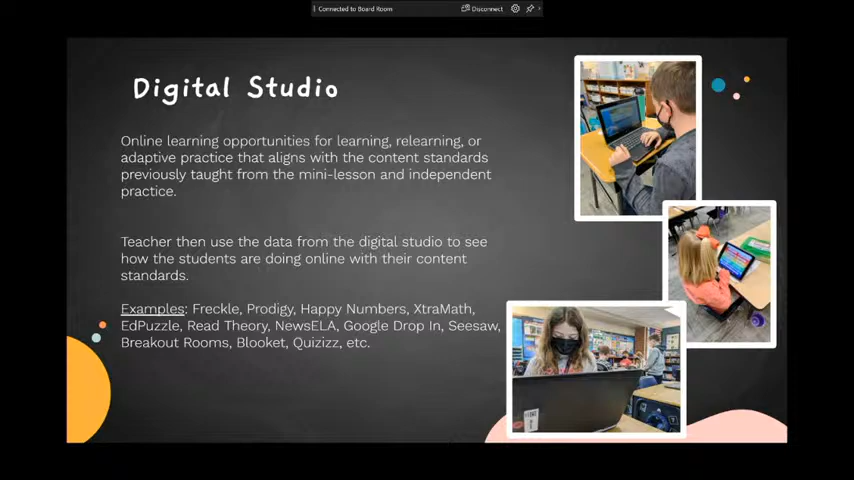 Connected to Board Room
Disconnect
Digital Studio
Online learning opportunities for learning, relearning, or
adaptive practice that aligns with the content standards
previously taught from the mini-lesson and independent
practice.
Teacher then use the data from the digital studio to see
how the students are doing online with their content
standards.
Examples: Freckle, Prodigy, Happy Numbers, XtraMath,
EdPuzzle, Read Theory, NewsELA, Google Drop In, Seesaw,
Breakout Rooms, Blooket, Quizizz, etc.